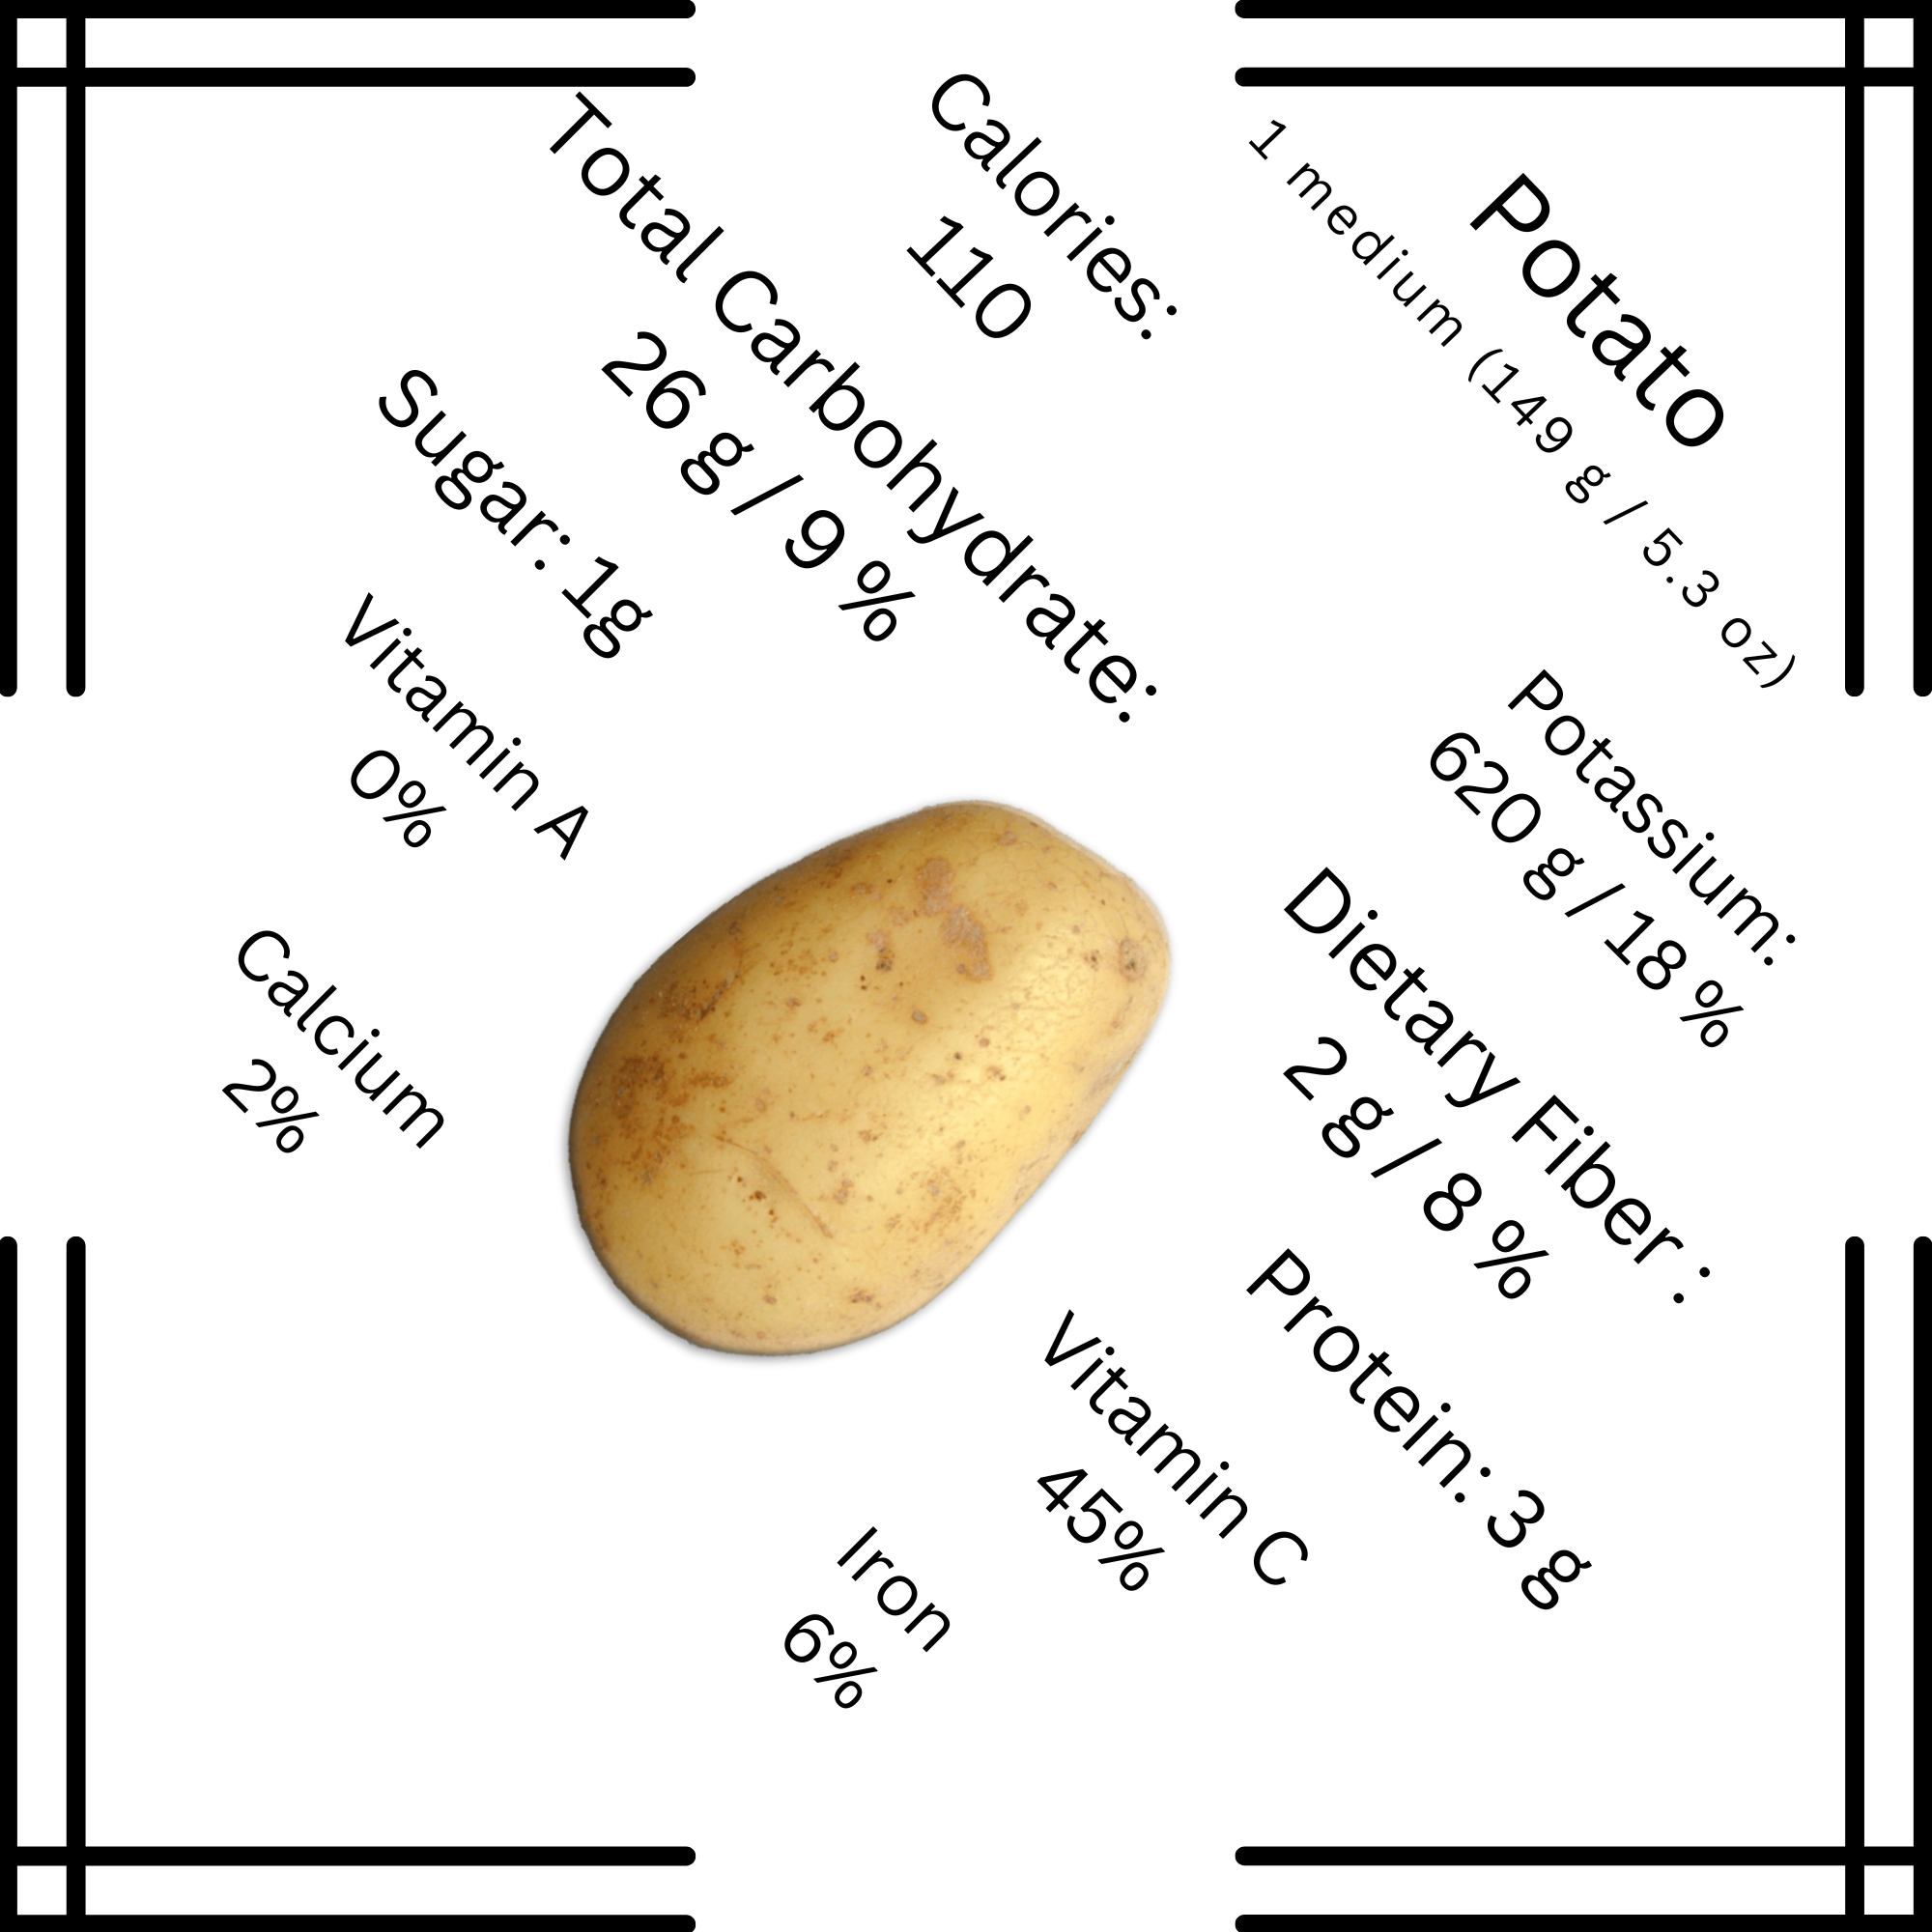 Potato
1 medium (149 g / 5.3 oz)
Calories:
110
Potassium:
620 g / 18 %
Total Carbohydrate:
26 g / 9 %
Dietary Fiber :
2 g / 8 %
Sugar: 1g
Protein: 3 g
Vitamin A
0%
Vitamin C
45%
Calcium
2%
Iron
6%